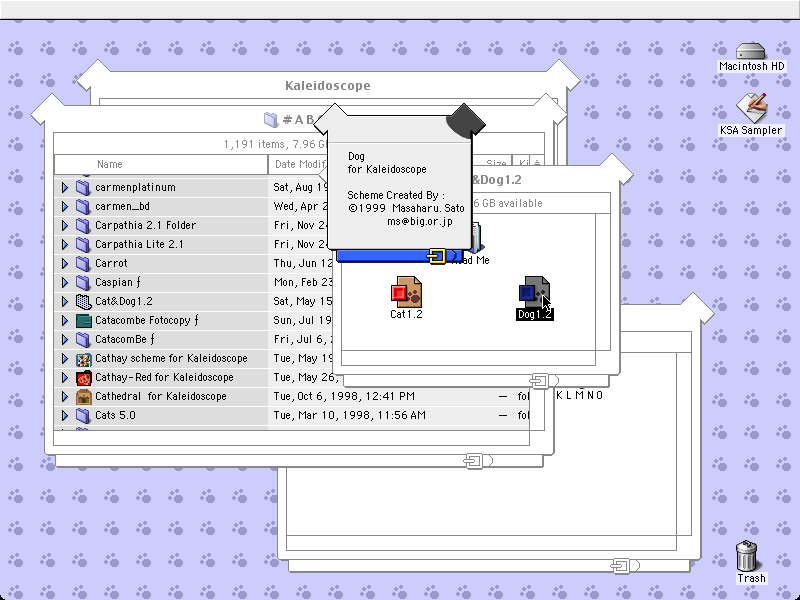 Macintosh HD
Kaleidoscope
KSA Sampler
# A B
1,191 items, 7.96 G
Name
Date Modif
Size
Ki
carmenplatinum
Sat, Aug 19
carmen_bd
Wed, Apr 2
Carpathia 2.1 Folder
Fri, Nov 24
Carpathia Lite 2.1
Fri, Nov 2
Carrot
Thu, Jun 12
Caspian ƒ
Mon, Feb 23
Cat&Dog1.2
Sat, May 15
Catacombe Fotocopy ƒ
Sun, Jul 19
CatacomBe ƒ
Fri, Jul 6,
Cathay scheme for Kaleidoscope
Tue, May 19
Cathay-Red for Kaleidoscope
Tue, May 26,
Cathedral for Kaleidoscope
Tue, Oct 6, 1998, 12:41 PM
— fol
Cats 5.0
Tue, Mar 10, 1998, 11:56 AM
— fol
Dog
for Kaleidoscope
Scheme Created By :
©1999 Masaharu. Sato
ms@big.or.jp
&Dog1.2
6 GB available
ad Me
Cat1.2
Dog1.2
K L M N O
Trash